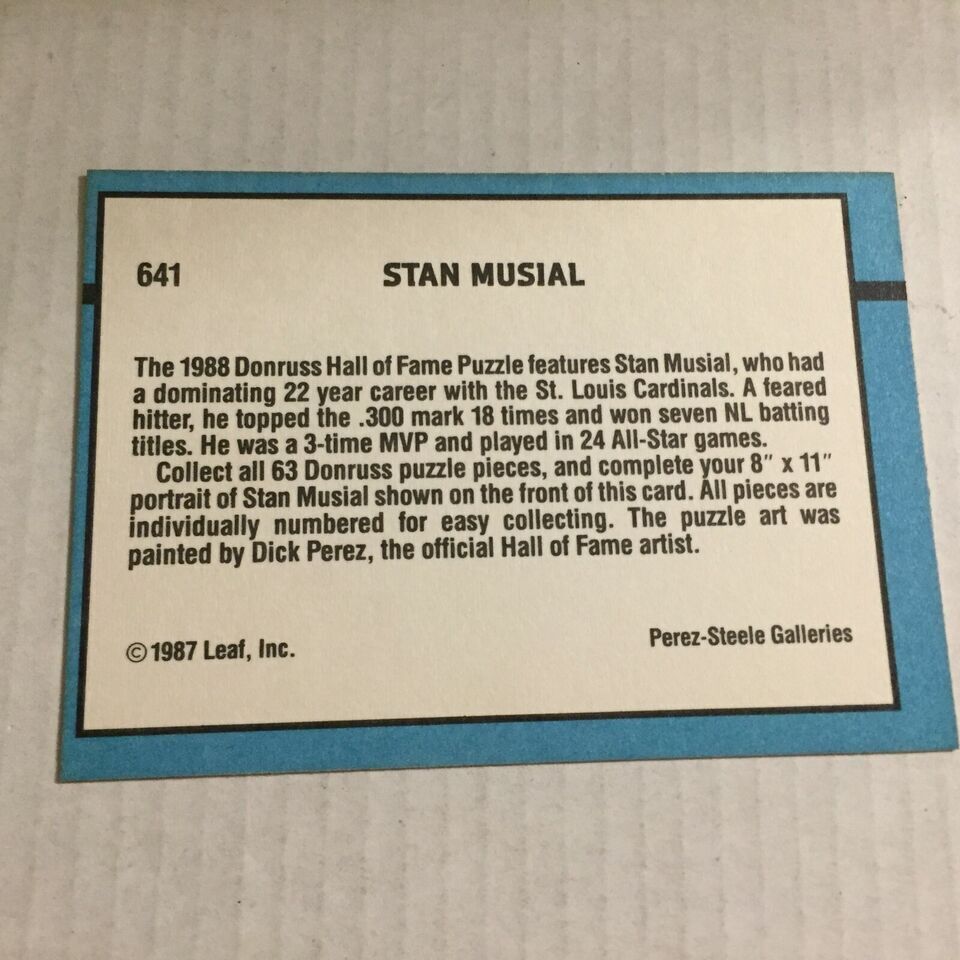 641 STAN MUSIAL
The 1988 Donruss Hall of Fame Puzzle features Stan Musial, who had
a dominating 22 year career with the St. Louis Cardinals. A feared
hitter, he topped the .300 mark 18 times and won seven NL batting
titles. He was a 3-time MVP and played in 24 All-Star games.
Collect all 63 Donruss puzzle pieces, and complete your 8" x 11"
portrait of Stan Musial shown on the front of this card. All pieces are
individually numbered for easy collecting. The puzzle art was
painted by Dick Perez, the official Hall of Fame artist.
©1987 Leaf, Inc. Perez-Steele Galleries